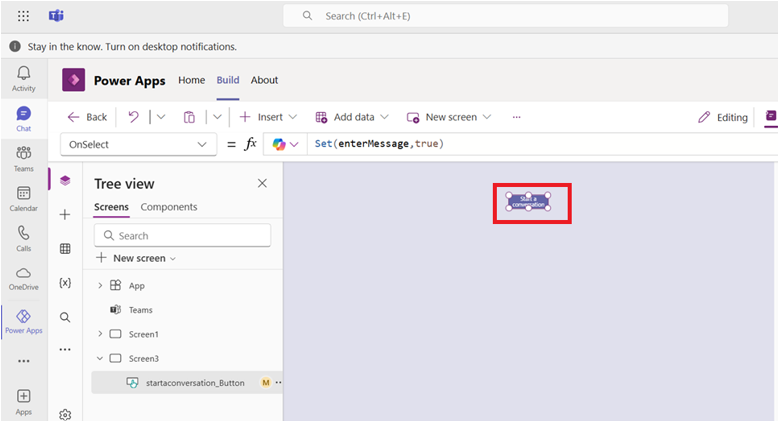 Search (Ctrl+Alt+E)
Stay in the know. Turn on desktop notifications.
Activity
Chat
Teams
Calendar
Calls
OneDrive
Power Apps
Apps
Power Apps Home Build About
Back Insert Add data New screen ... Editing
OnSelect = fx Set(enterMessage,true)
Tree view
Screens Components
Search
New screen
App
Teams
Screen1
Screen3
startaconversation_Button M ...
Start a
conversation